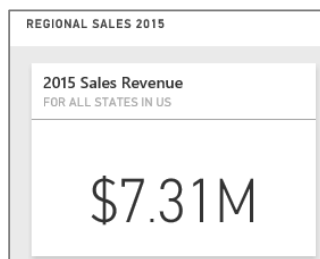 REGIONAL SALES 2015
2015 Sales Revenue
FOR ALL STATES IN US
$7.31M